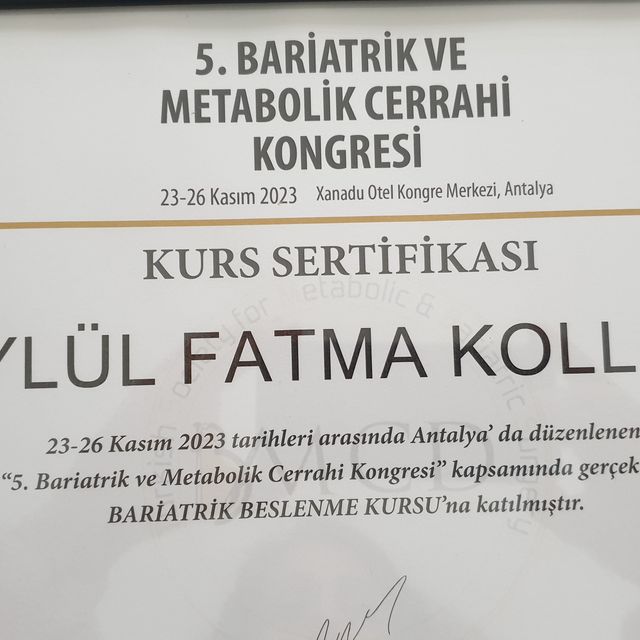 5. BARİATRİK VE
METABOLİK CERRAHİ
KONGRESİ
23-26 Kasım 2023 Xanadu Otel Kongre Merkezi, Antalya
KURS SERTİFİKASI
etabolic &
YLÜL FATMA KOLL
23-26 Kasım 2023 tarihleri arasında Antalya' da düzenlenen
"5. Bariatrik ve Metabolik Cerrahi Kongresi" kapsamında gerçek
BARİATRİK BESLENME KURSU'na katılmıştır.